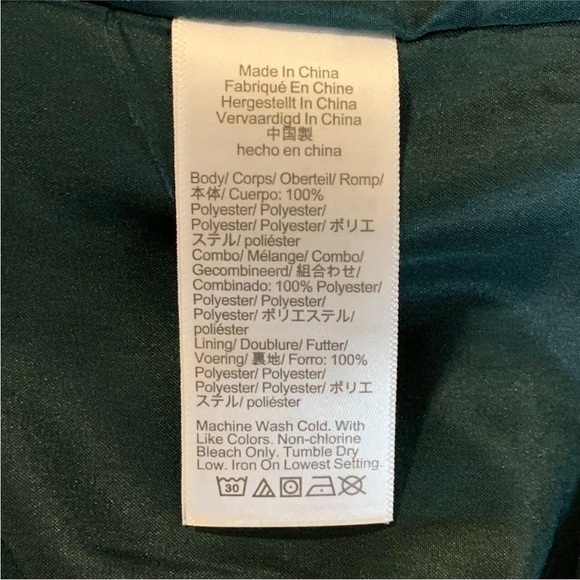 Made In China
Fabriqué En Chine
Hergestellt In China
Vervaardigd In China
中国製
hecho en china
Body/ Corps/ Oberteil/ Romp/
本体/ Cuerpo: 100%
Polyester/ Polyester/
Polyester/ Polyester/ ポリエ
ステル/ poliéster
Combo/ Mélange/ Combo/
Gecombineerd/ 組合わせ/
Combinado: 100% Polyester/
Polyester/ Polyester/
Polyester/ ポリエステル/
poliéster
Lining/ Doublure/ Futter/
Voering/ 裏地/ Forro: 100%
Polyester/ Polyester/
Polyester/ Polyester/ ポリエ
ステル/ poliéster
Machine Wash Cold. With
Like Colors. Non-chlorine
Bleach Only. Tumble Dry
Low. Iron On Lowest Setting.
30